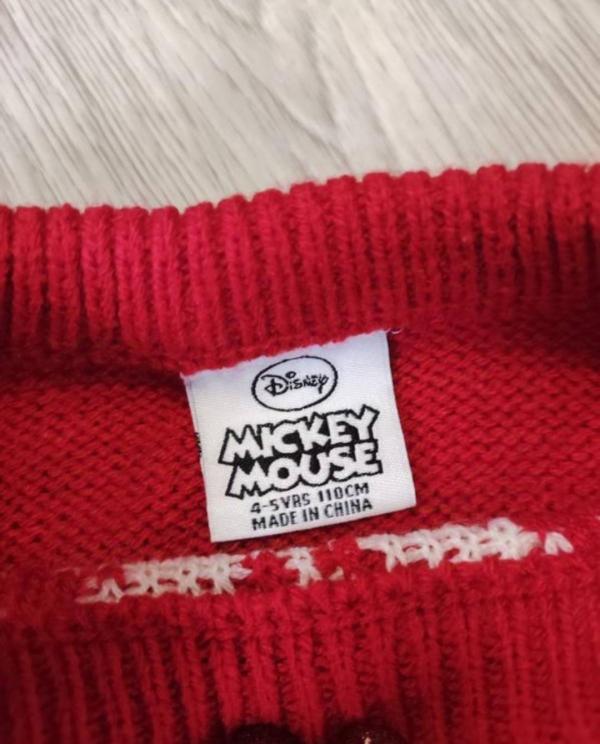 Disney
MICKEY
MOUSE
4-5YRS 110CM
MADE IN CHINA